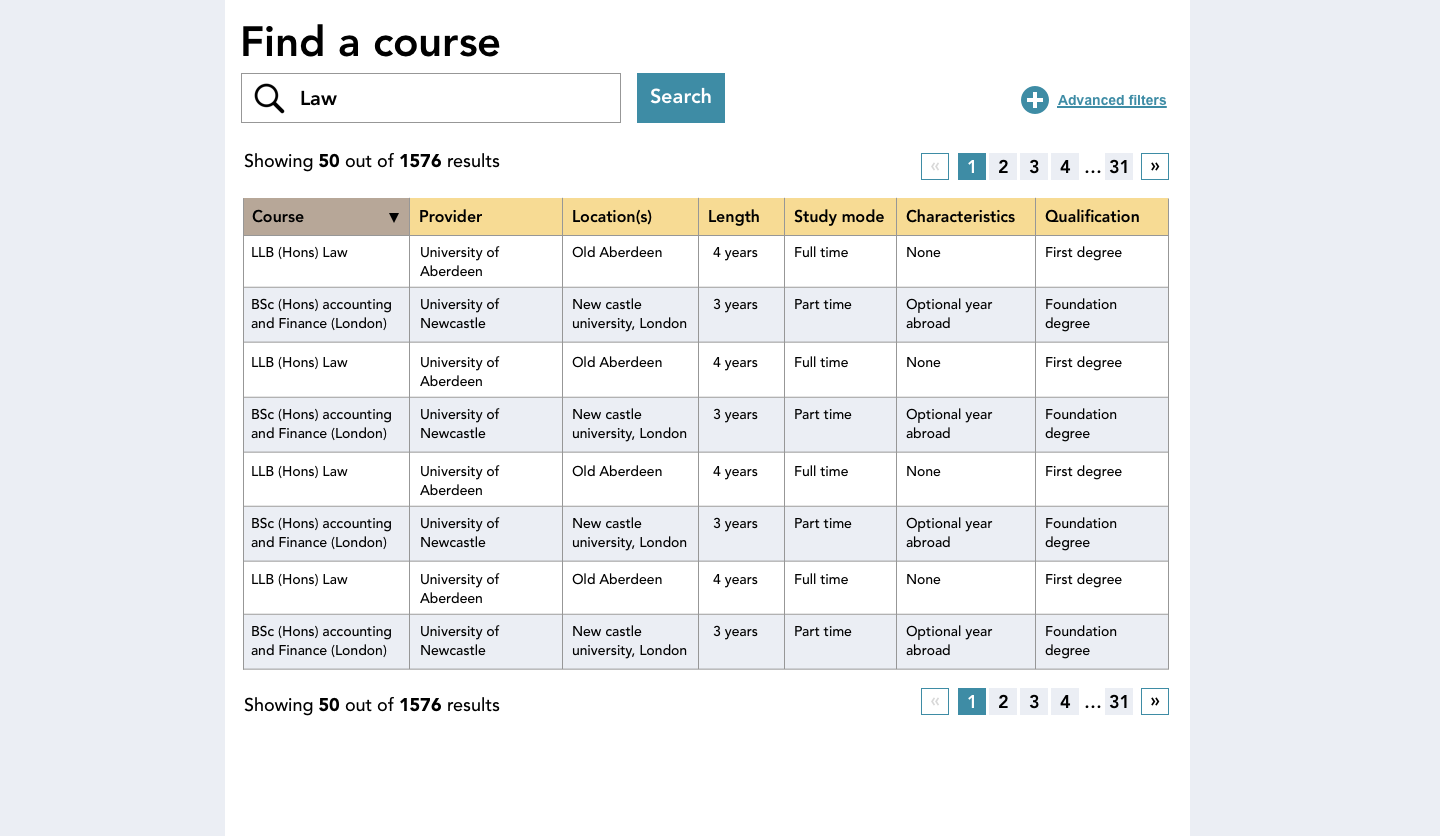 Find a course
Law
Search
Advanced filters
Showing 50 out of 1576 results
« 1 2 3 4 ... 31 »
Course ▼ Provider Location(s) Length Study mode Characteristics Qualification
LLB (Hons) Law University of Old Aberdeen 4 years Full time None First degree
Aberdeen
BSc (Hons) accounting University of New castle 3 years Part time Optional year Foundation
and Finance (London) Newcastle university, London abroad degree
LLB (Hons) Law University of Old Aberdeen 4 years Full time None First degree
Aberdeen
BSc (Hons) accounting University of New castle 3 years Part time Optional year Foundation
and Finance (London) Newcastle university, London abroad degree
LLB (Hons) Law University of Old Aberdeen 4 years Full time None First degree
Aberdeen
BSc (Hons) accounting University of New castle 3 years Part time Optional year Foundation
and Finance (London) Newcastle university, London abroad degree
LLB (Hons) Law University of Old Aberdeen 4 years Full time None First degree
Aberdeen
BSc (Hons) accounting University of New castle 3 years Part time Optional year Foundation
and Finance (London) Newcastle university, London abroad degree
Showing 50 out of 1576 results
« 1 2 3 4 ... 31 »